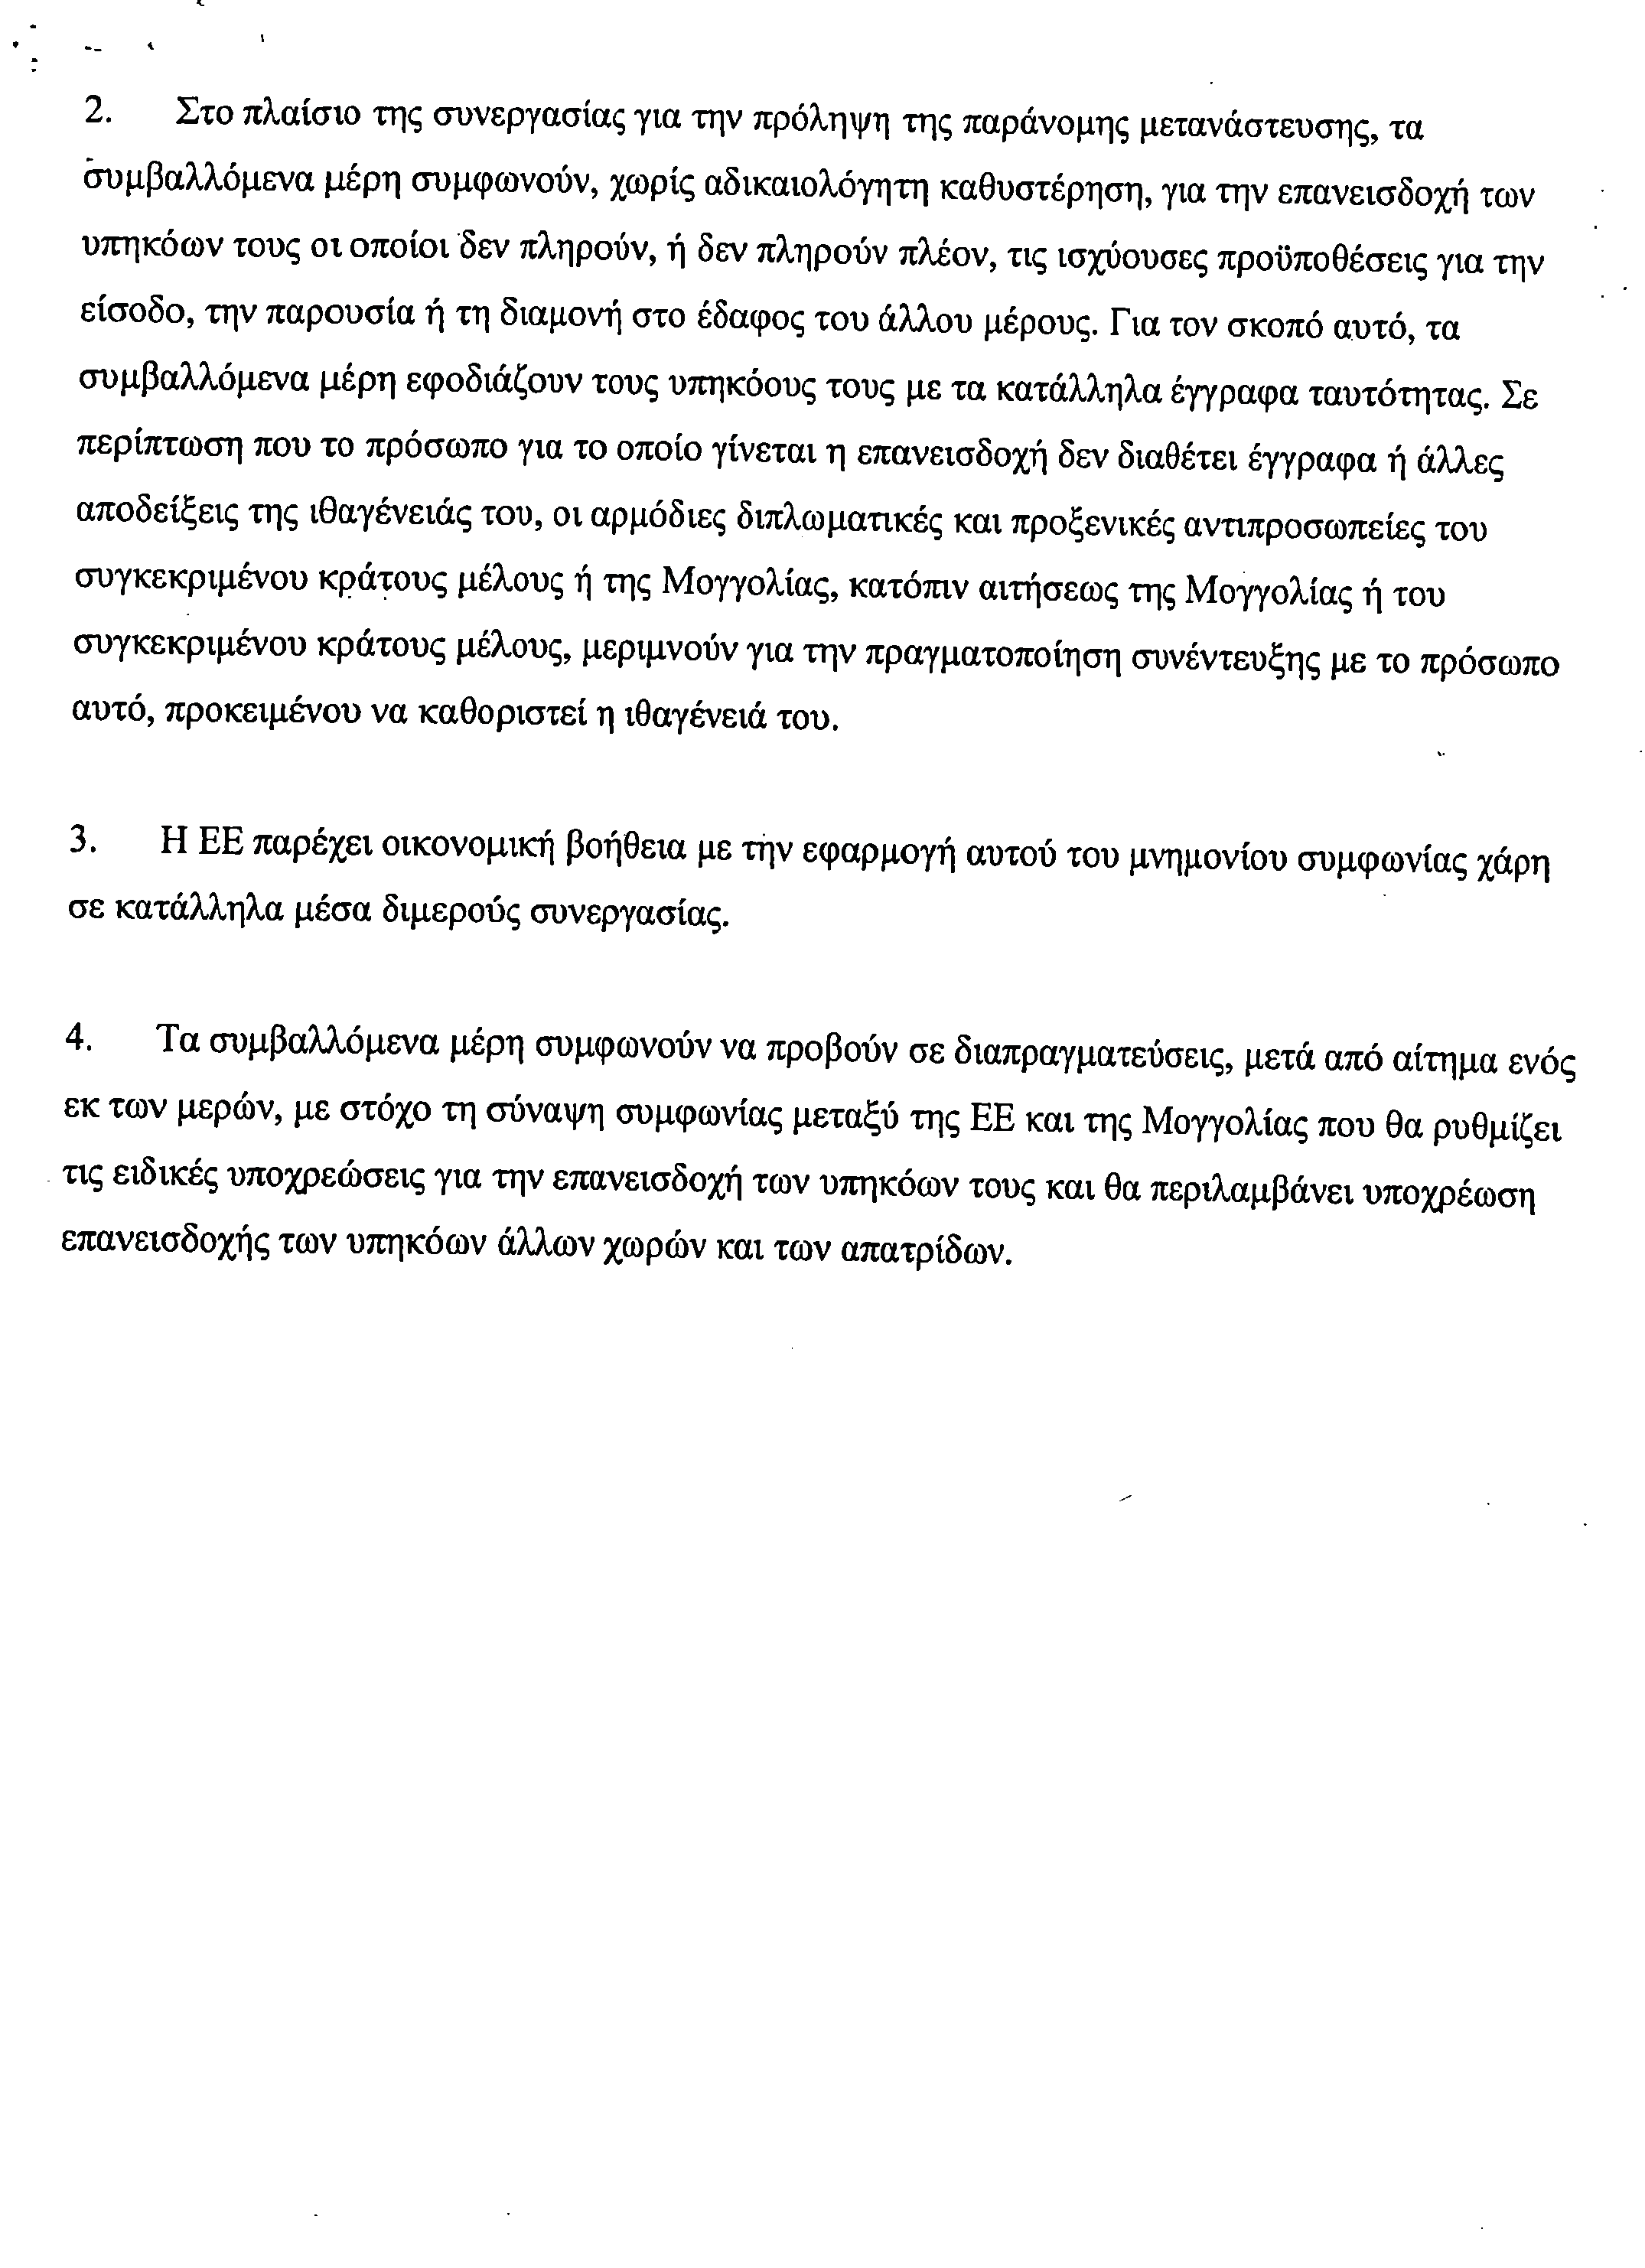 2. Στο πλαίσιο της συνεργασίας για την πρόληψη της παράνομης μετανάστευσης, τα
συμβαλλόμενα μέρη συμφωνούν, χωρίς αδικαιολόγητη καθυστέρηση, για την επανεισδοχή των
υπηκόων τους οι οποίοι δεν πληρούν, ή δεν πληρούν πλέον, τις ισχύουσες προϋποθέσεις για την
είσοδο, την παρουσία ή τη διαμονή στο έδαφος του άλλου μέρους. Για τον σκοπό αυτό, τα
συμβαλλόμενα μέρη εφοδιάζουν τους υπηκόους τους με τα κατάλληλα έγγραφα ταυτότητας. Σε
περίπτωση που το πρόσωπο για το οποίο γίνεται η επανεισδοχή δεν διαθέτει έγγραφα ή άλλες
αποδείξεις της ιθαγένειάς του, οι αρμόδιες διπλωματικές και προξενικές αντιπροσωπείες του
συγκεκριμένου κράτους μέλους ή της Μογγολίας, κατόπιν αιτήσεως της Μογγολίας ή του
συγκεκριμένου κράτους μέλους, μεριμνούν για την πραγματοποίηση συνέντευξης με το πρόσωπο
αυτό, προκειμένου να καθοριστεί η ιθαγένειά του.
3. Η ΕΕ παρέχει οικονομική βοήθεια με την εφαρμογή αυτού του μνημονίου συμφωνίας χάρη
σε κατάλληλα μέσα διμερούς συνεργασίας.
4. Τα συμβαλλόμενα μέρη συμφωνούν να προβούν σε διαπραγματεύσεις, μετά από αίτημα ενός
εκ των μερών, με στόχο τη σύναψη συμφωνίας μεταξύ της ΕΕ και της Μογγολίας που θα ρυθμίζει
τις ειδικές υποχρεώσεις για την επανεισδοχή των υπηκόων τους και θα περιλαμβάνει υποχρέωση
επανεισδοχής των υπηκόων άλλων χωρών και των απατρίδων.